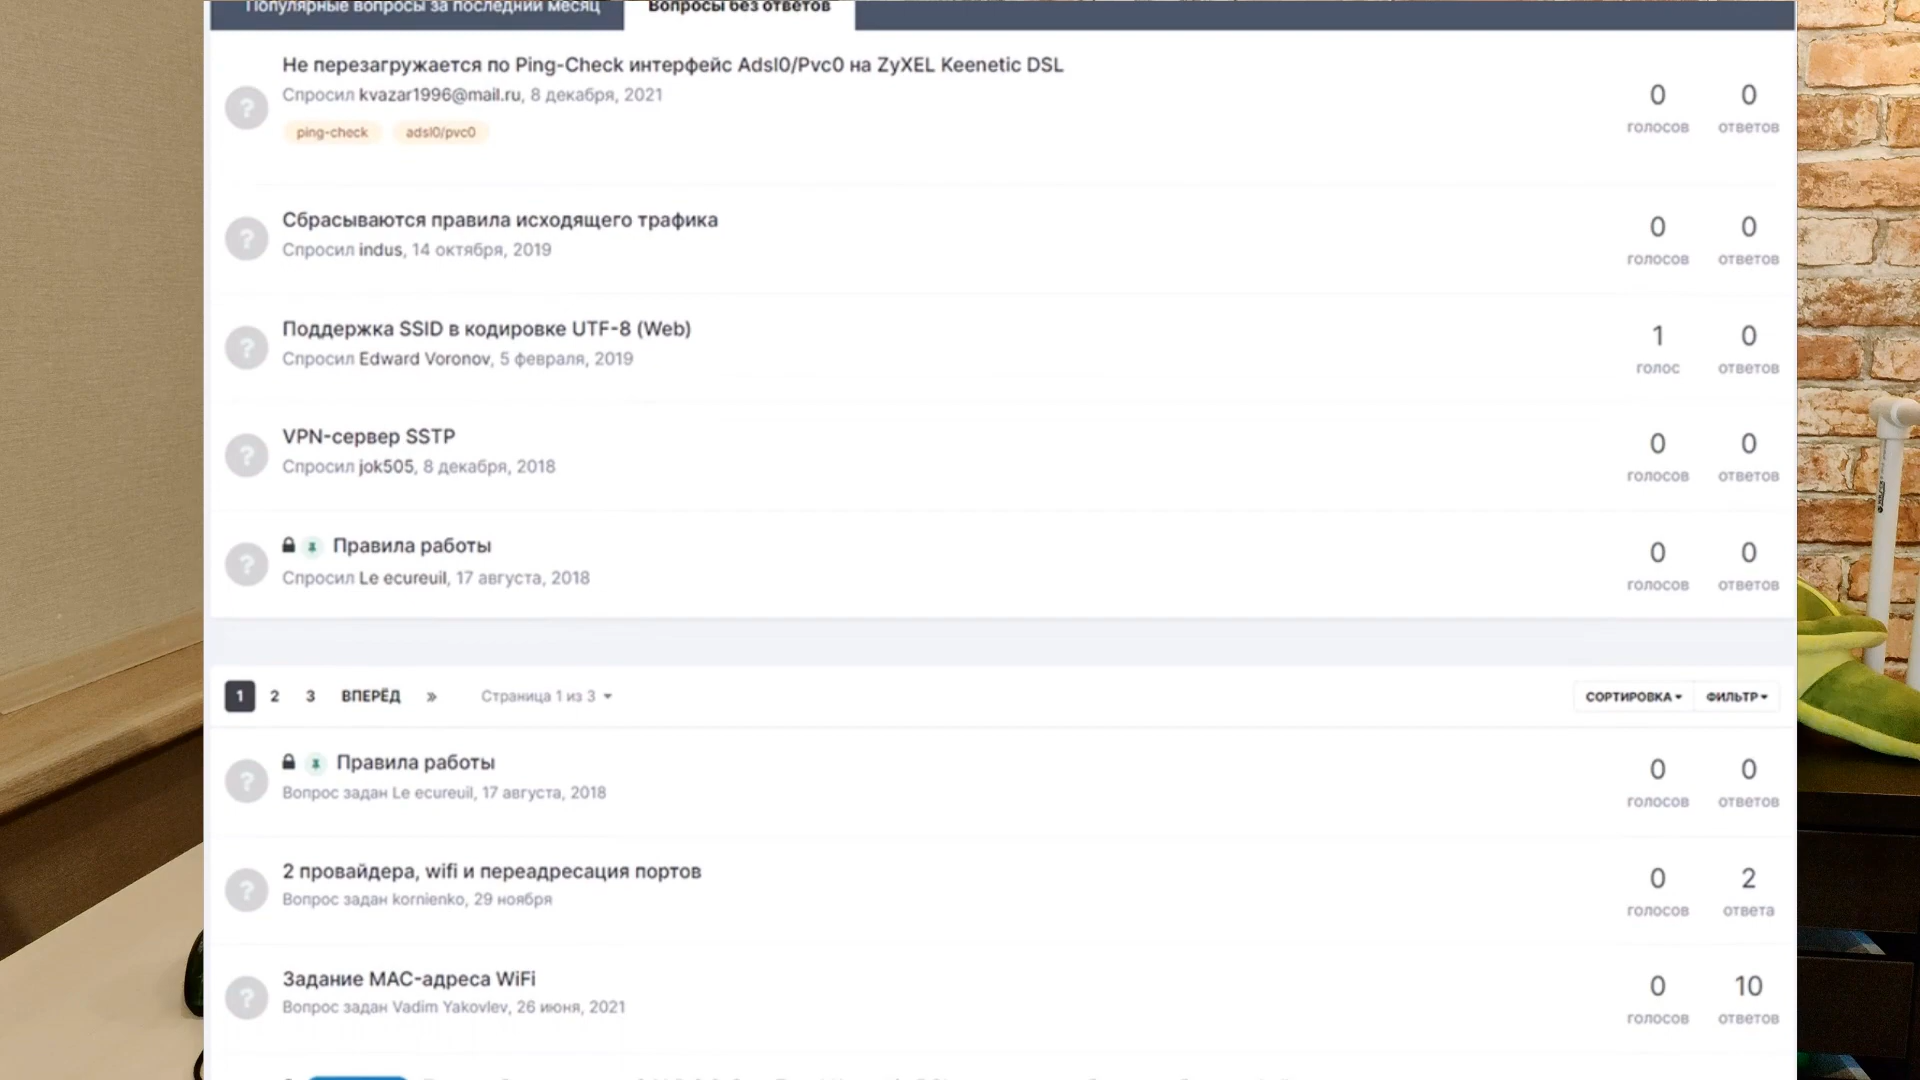 Популярные вопросы за последний месяц Вопросы без ответов
Не перезагружается по Ping-Check интерфейс Adsl0/Pvc0 на ZyXEL Keenetic DSL
Спросил kvazar1996@mail.ru, 8 декабря, 2021
ping-check adsl0/pvc0
0 0
голосов ответов
Сбрасываются правила исходящего трафика
Спросил indus, 14 октября, 2019
0 0
голосов ответов
Поддержка SSID в кодировке UTF-8 (Web)
Спросил Edward Voronov, 5 февраля, 2019
1 0
голос ответов
VPN-сервер SSTP
Спросил jok505, 8 декабря, 2018
0 0
голосов ответов
Правила работы
Спросил Le ecureuil, 17 августа, 2018
0 0
голосов ответов
1 2 3 ВПЕРЁД » Страница 1 из 3 СОРТИРОВКА ФИЛЬТР
Правила работы
Вопрос задан Le ecureuil, 17 августа, 2018
0 0
голосов ответов
2 провайдера, wifi и переадресация портов
Вопрос задан kornienko, 29 ноября
0 2
голосов ответа
Задание MAC-адреса WiFi
Вопрос задан Vadim Yakovlev, 26 июня, 2021
0 10
голосов ответов